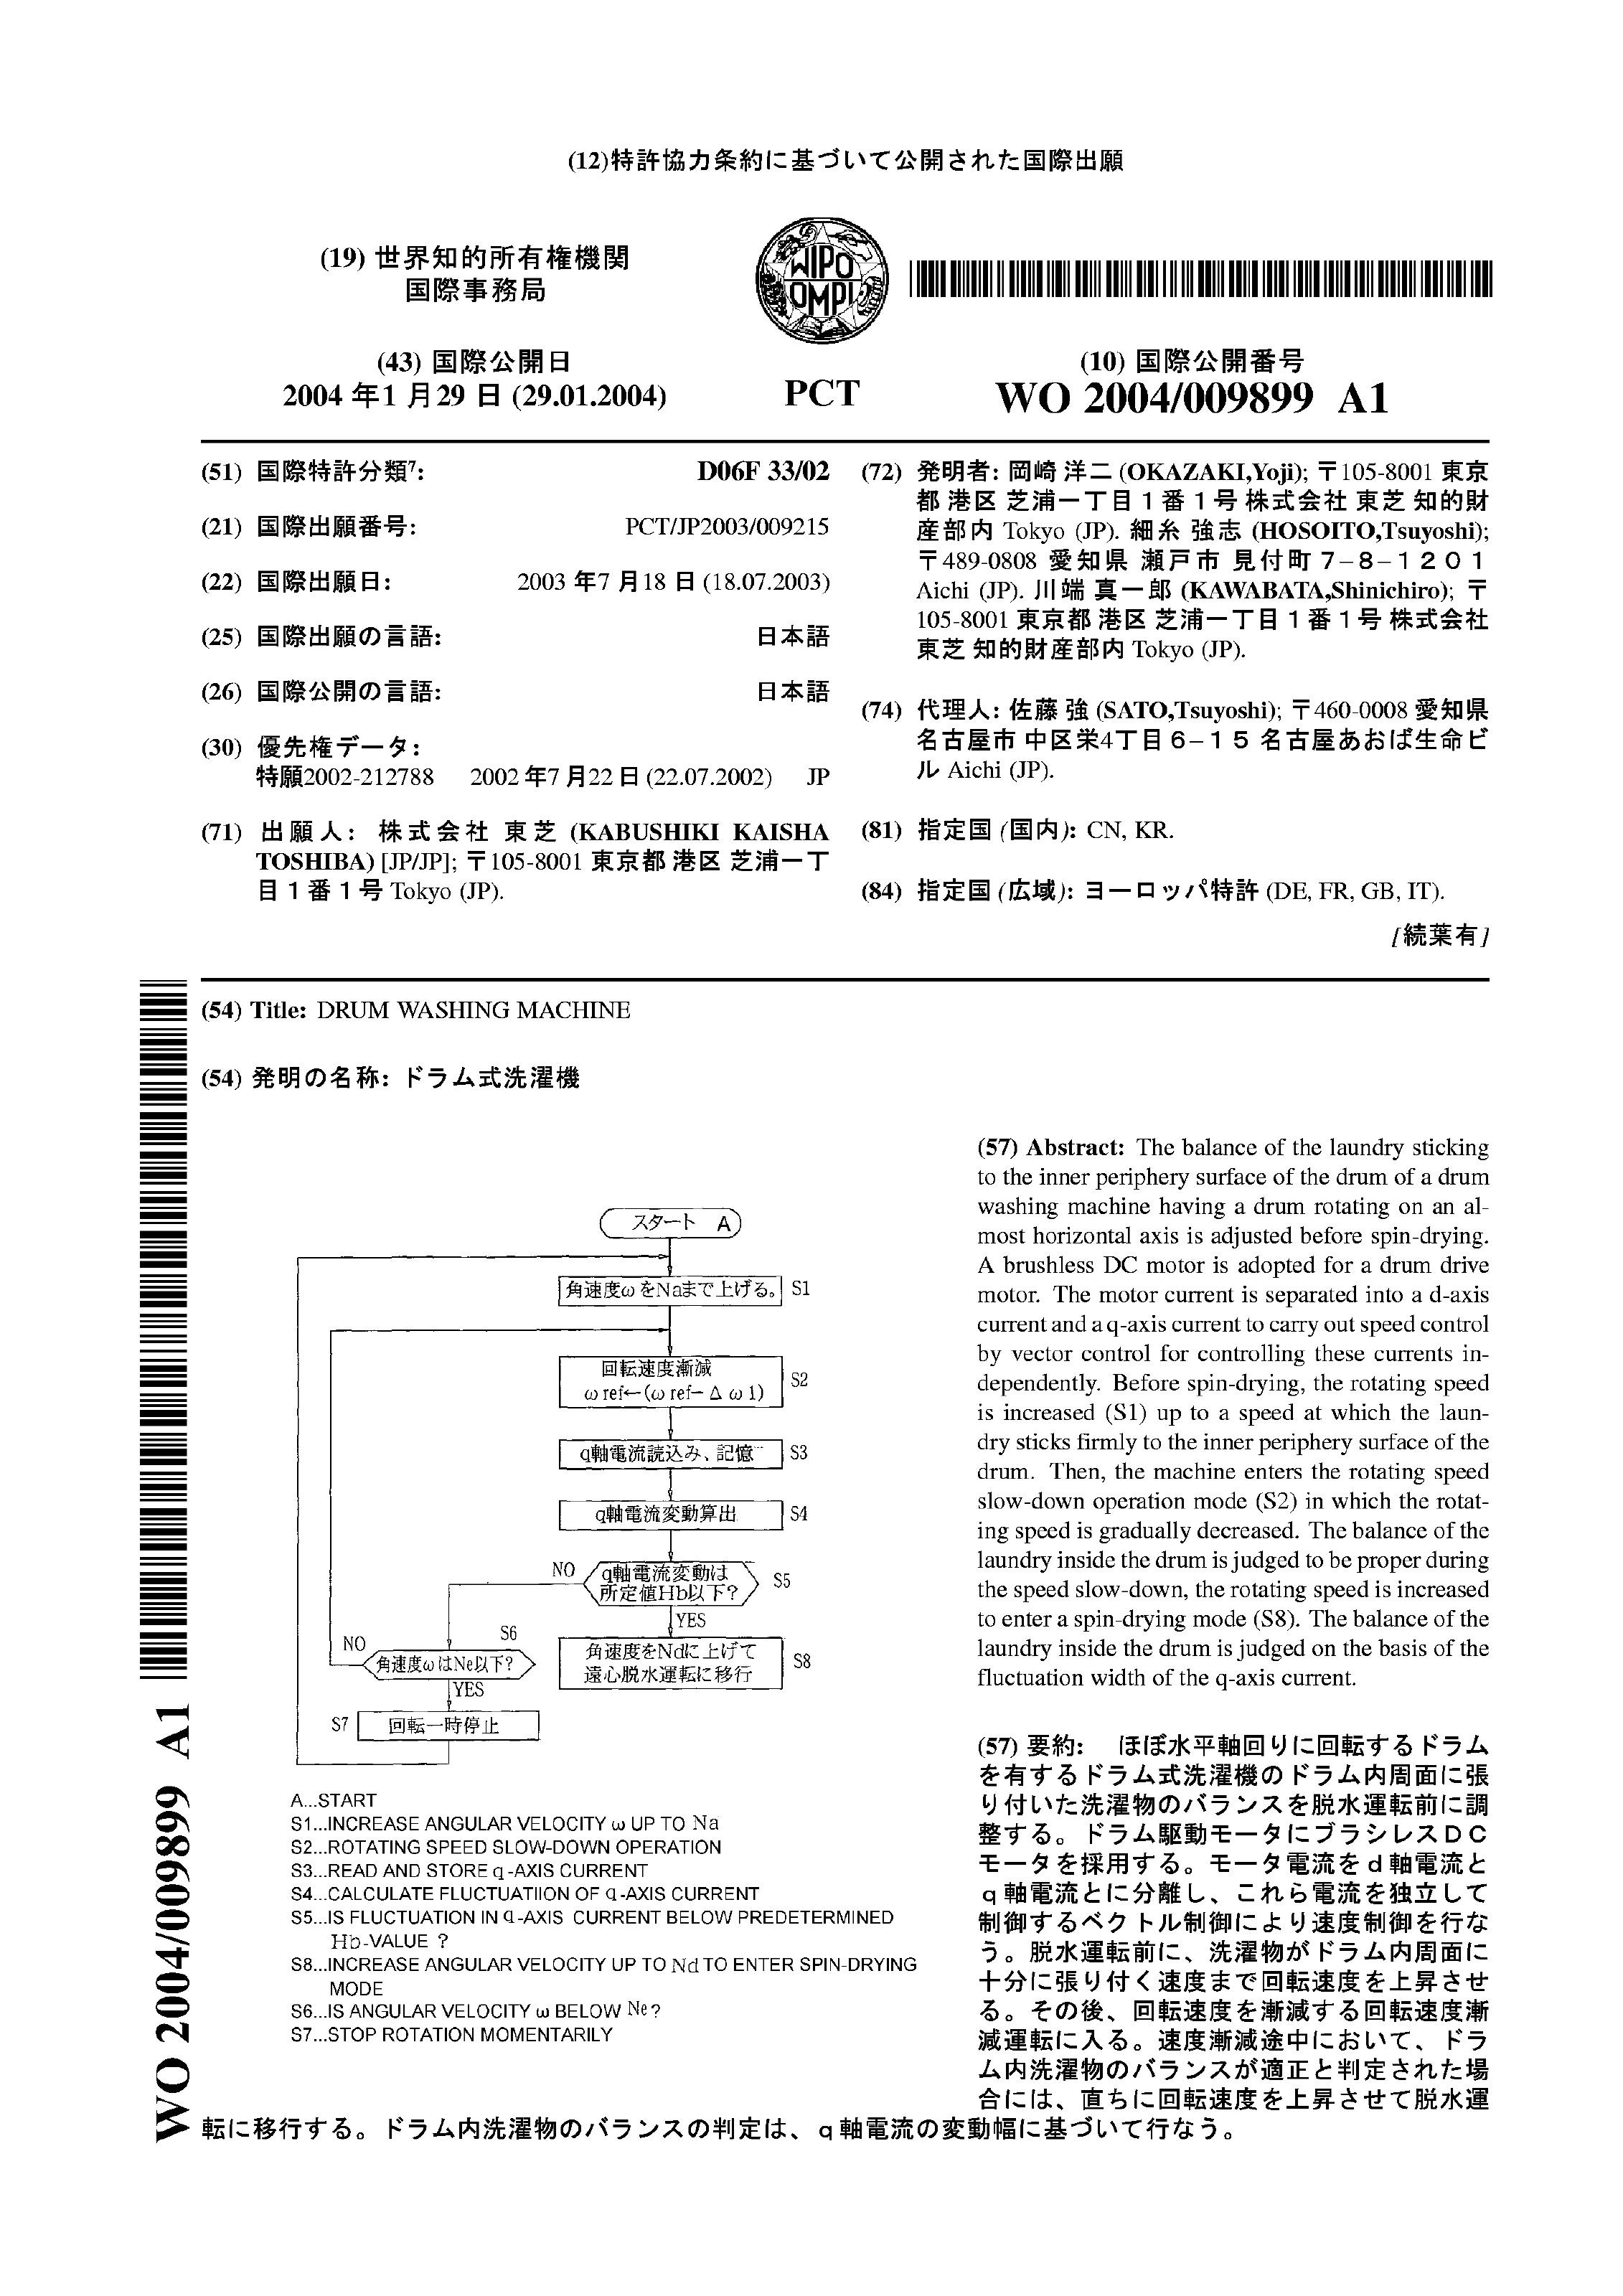 (12)特許協力条約に基づいて公開された国際出願
(19) 世界知的所有権機関
国際事務局
WIPO
OMPI
(43) 国際公開日
2004 年1 月29 日 (29.01.2004)
PCT
(10) 国際公開番号
WO 2004/009899 A1
(51) 国際特許分類7: D06F 33/02
(21) 国際出願番号: PCT/JP2003/009215
(22) 国際出願日: 2003 年7 月18 日 (18.07.2003)
(25) 国際出願の言語: 日本語
(26) 国際公開の言語: 日本語
(30) 優先権データ:
特願2002-212788 2002 年7 月22 日 (22.07.2002) JP
(71) 出願人: 株式会社 東芝 (KABUSHIKI KAISHA
TOSHIBA) [JP/JP]; 〒105-8001 東京都 港区 芝浦一丁
目1番1号 Tokyo (JP).
(72) 発明者: 岡崎 洋二 (OKAZAKI,Yoji); 〒105-8001 東京
都 港区 芝浦一丁目1番1号 株式会社 東芝 知的財
産部内 Tokyo (JP). 細糸 強志 (HOSOITO,Tsuyoshi);
〒489-0808 愛知県 瀬戸市 見付町 7-8-1201
Aichi (JP). 川端 真一郎 (KAWABATA,Shinichiro); 〒
105-8001 東京都 港区 芝浦一丁目1番1号 株式会社
東芝 知的財産部内 Tokyo (JP).
(74) 代理人: 佐藤 強 (SATO,Tsuyoshi); 〒460-0008 愛知県
名古屋市 中区栄4丁目6-15 名古屋あおば生命ビ
ル Aichi (JP).
(81) 指定国 (国内): CN, KR.
(84) 指定国 (広域): ヨーロッパ特許 (DE, FR, GB, IT).
[続葉有]
(54) Title: DRUM WASHING MACHINE
(54) 発明の名称: ドラム式洗濯機
スタート A
角速度ωをNaまで上げる。 S1
回転速度漸減
ω ref←(ω ref− Δ ω 1) S2
q軸電流読込み、記憶 S3
q軸電流変動算出 S4
NO q軸電流変動は
所定値Hb以下? S5
YES
NO S6
角速度ωはNe以下?
YES
角速度をNdに上げて
遠心脱水運転に移行 S8
S7 回転一時停止
A...START
S1...INCREASE ANGULAR VELOCITY ω UP TO Na
S2...ROTATING SPEED SLOW-DOWN OPERATION
S3...READ AND STORE q-AXIS CURRENT
S4...CALCULATE FLUCTUATIION OF q-AXIS CURRENT
S5...IS FLUCTUATION IN q-AXIS CURRENT BELOW PREDETERMINED
Hb-VALUE ?
S8...INCREASE ANGULAR VELOCITY UP TO Nd TO ENTER SPIN-DRYING
MODE
S6...IS ANGULAR VELOCITY ω BELOW Ne ?
S7...STOP ROTATION MOMENTARILY
(57) Abstract: The balance of the laundry sticking
to the inner periphery surface of the drum of a drum
washing machine having a drum rotating on an al-
most horizontal axis is adjusted before spin-drying.
A brushless DC motor is adopted for a drum drive
motor. The motor current is separated into a d-axis
current and a q-axis current to carry out speed control
by vector control for controlling these currents in-
dependently. Before spin-drying, the rotating speed
is increased (S1) up to a speed at which the laun-
dry sticks firmly to the inner periphery surface of the
drum. Then, the machine enters the rotating speed
slow-down operation mode (S2) in which the rotat-
ing speed is gradually decreased. The balance of the
laundry inside the drum is judged to be proper during
the speed slow-down, the rotating speed is increased
to enter a spin-drying mode (S8). The balance of the
laundry inside the drum is judged on the basis of the
fluctuation width of the q-axis current.
(57) 要約: ほぼ水平軸回りに回転するドラム
を有するドラム式洗濯機のドラム内周面に張
り付いた洗濯物のバランスを脱水運転前に調
整する。ドラム駆動モータにブラシレスDC
モータを採用する。モータ電流をd軸電流と
q軸電流とに分離し、これら電流を独立して
制御するベクトル制御により速度制御を行な
う。脱水運転前に、洗濯物がドラム内周面に
十分に張り付く速度まで回転速度を上昇させ
る。その後、回転速度を漸減する回転速度漸
減運転に入る。速度漸減途中において、ドラ
ム内洗濯物のバランスが適正と判定された場
合には、直ちに回転速度を上昇させて脱水運
転に移行する。ドラム内洗濯物のバランスの判定は、q軸電流の変動幅に基づいて行なう。
WO 2004/009899 A1